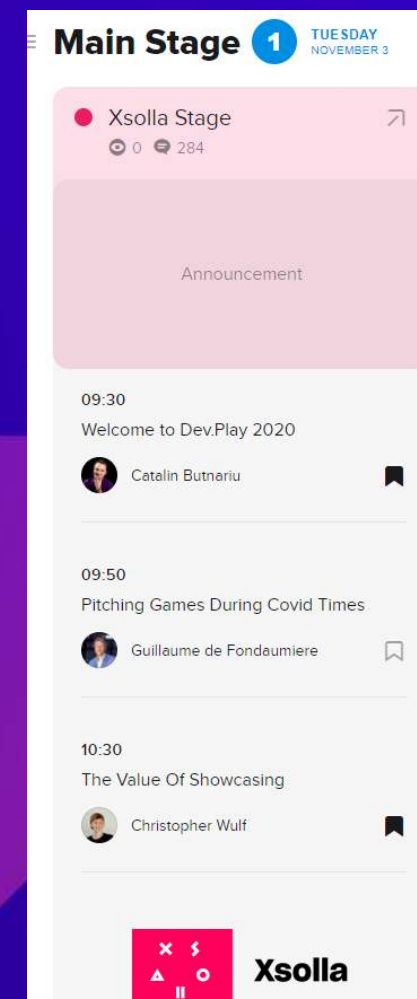 Main Stage 1 TUESDAY
NOVEMBER 3
Xsolla Stage
0 284
Announcement
09:30
Welcome to Dev.Play 2020
Catalin Butnariu
09:50
Pitching Games During Covid Times
Guillaume de Fondaumiere
10:30
The Value Of Showcasing
Christopher Wulf
X S
O
Xsolla